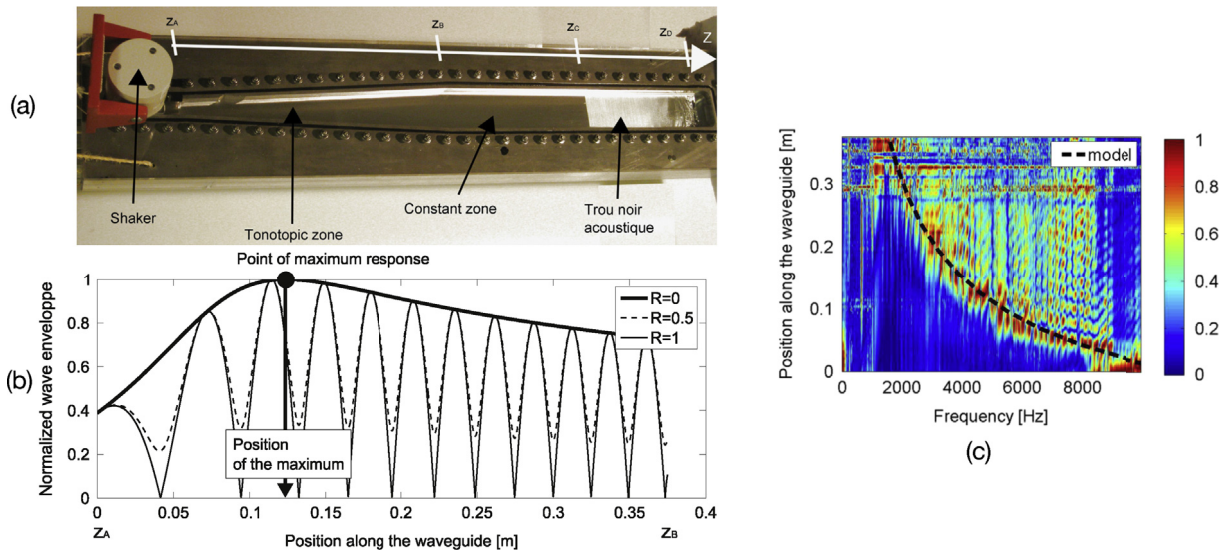 (a)
zA
zB
zC
zD
Z
Shaker
Tonotopic zone
Constant zone
Trou noir
acoustique
(b)
Point of maximum response
Normalized wave enveloppe
1
0.8
0.6
0.4
0.2
0
R=0
R=0.5
R=1
Position
of the maximum
0
0.05
0.1
0.15
0.2
0.25
0.3
0.35
0.4
zA
Position along the waveguide [m]
zB
Position along the waveguide [m]
0.3
0.2
0.1
0
model
0
2000
4000
6000
8000
Frequency [Hz]
1
0.8
0.6
0.4
0.2
0
(c)